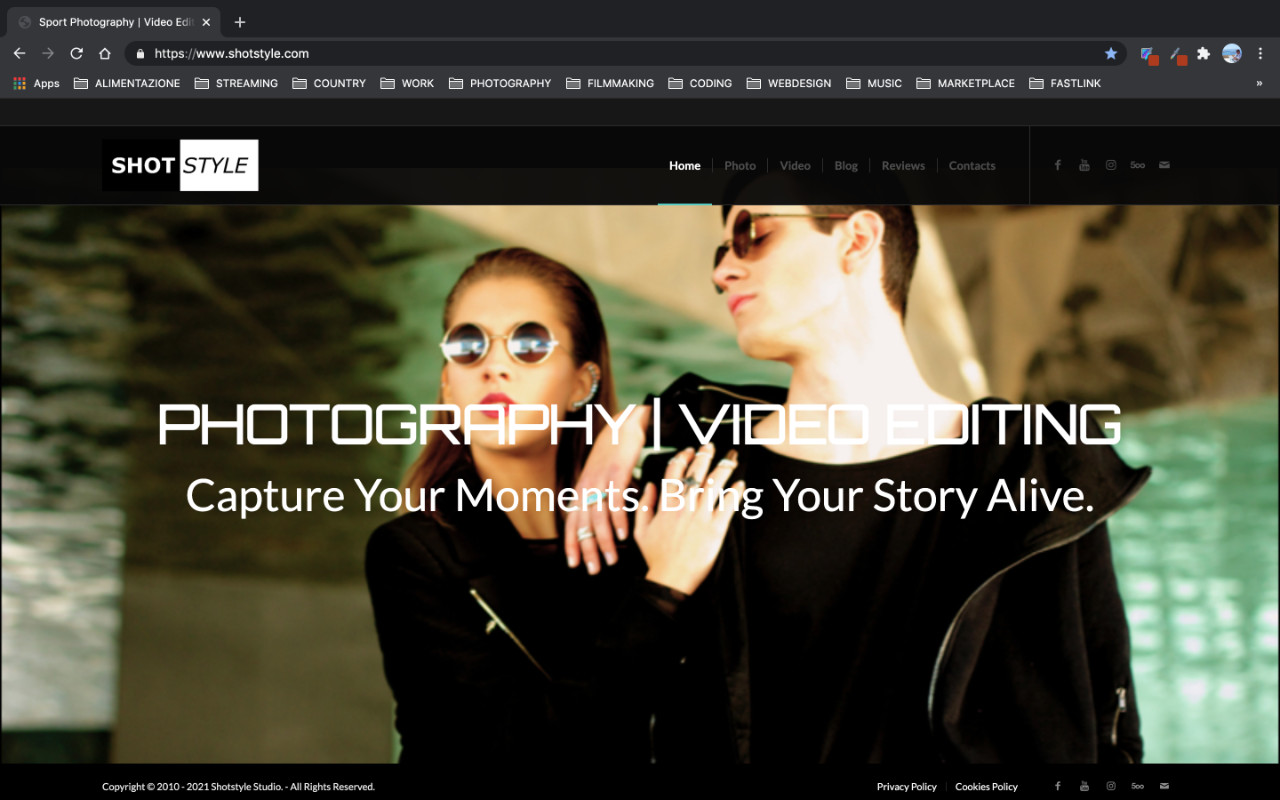 Sport Photography | Video Edit
https://www.shotstyle.com
Apps ALIMENTAZIONE STREAMING COUNTRY WORK PHOTOGRAPHY FILMMAKING CODING WEBDESIGN MUSIC MARKETPLACE FASTLINK »
SHOT STYLE
Home Photo Video Blog Reviews Contacts
PHOTOGRAPHY | VIDEO EDITING
Capture Your Moments. Bring Your Story Alive.
Copyright © 2010 - 2021 Shotstyle Studio. - All Rights Reserved. Privacy Policy Cookies Policy